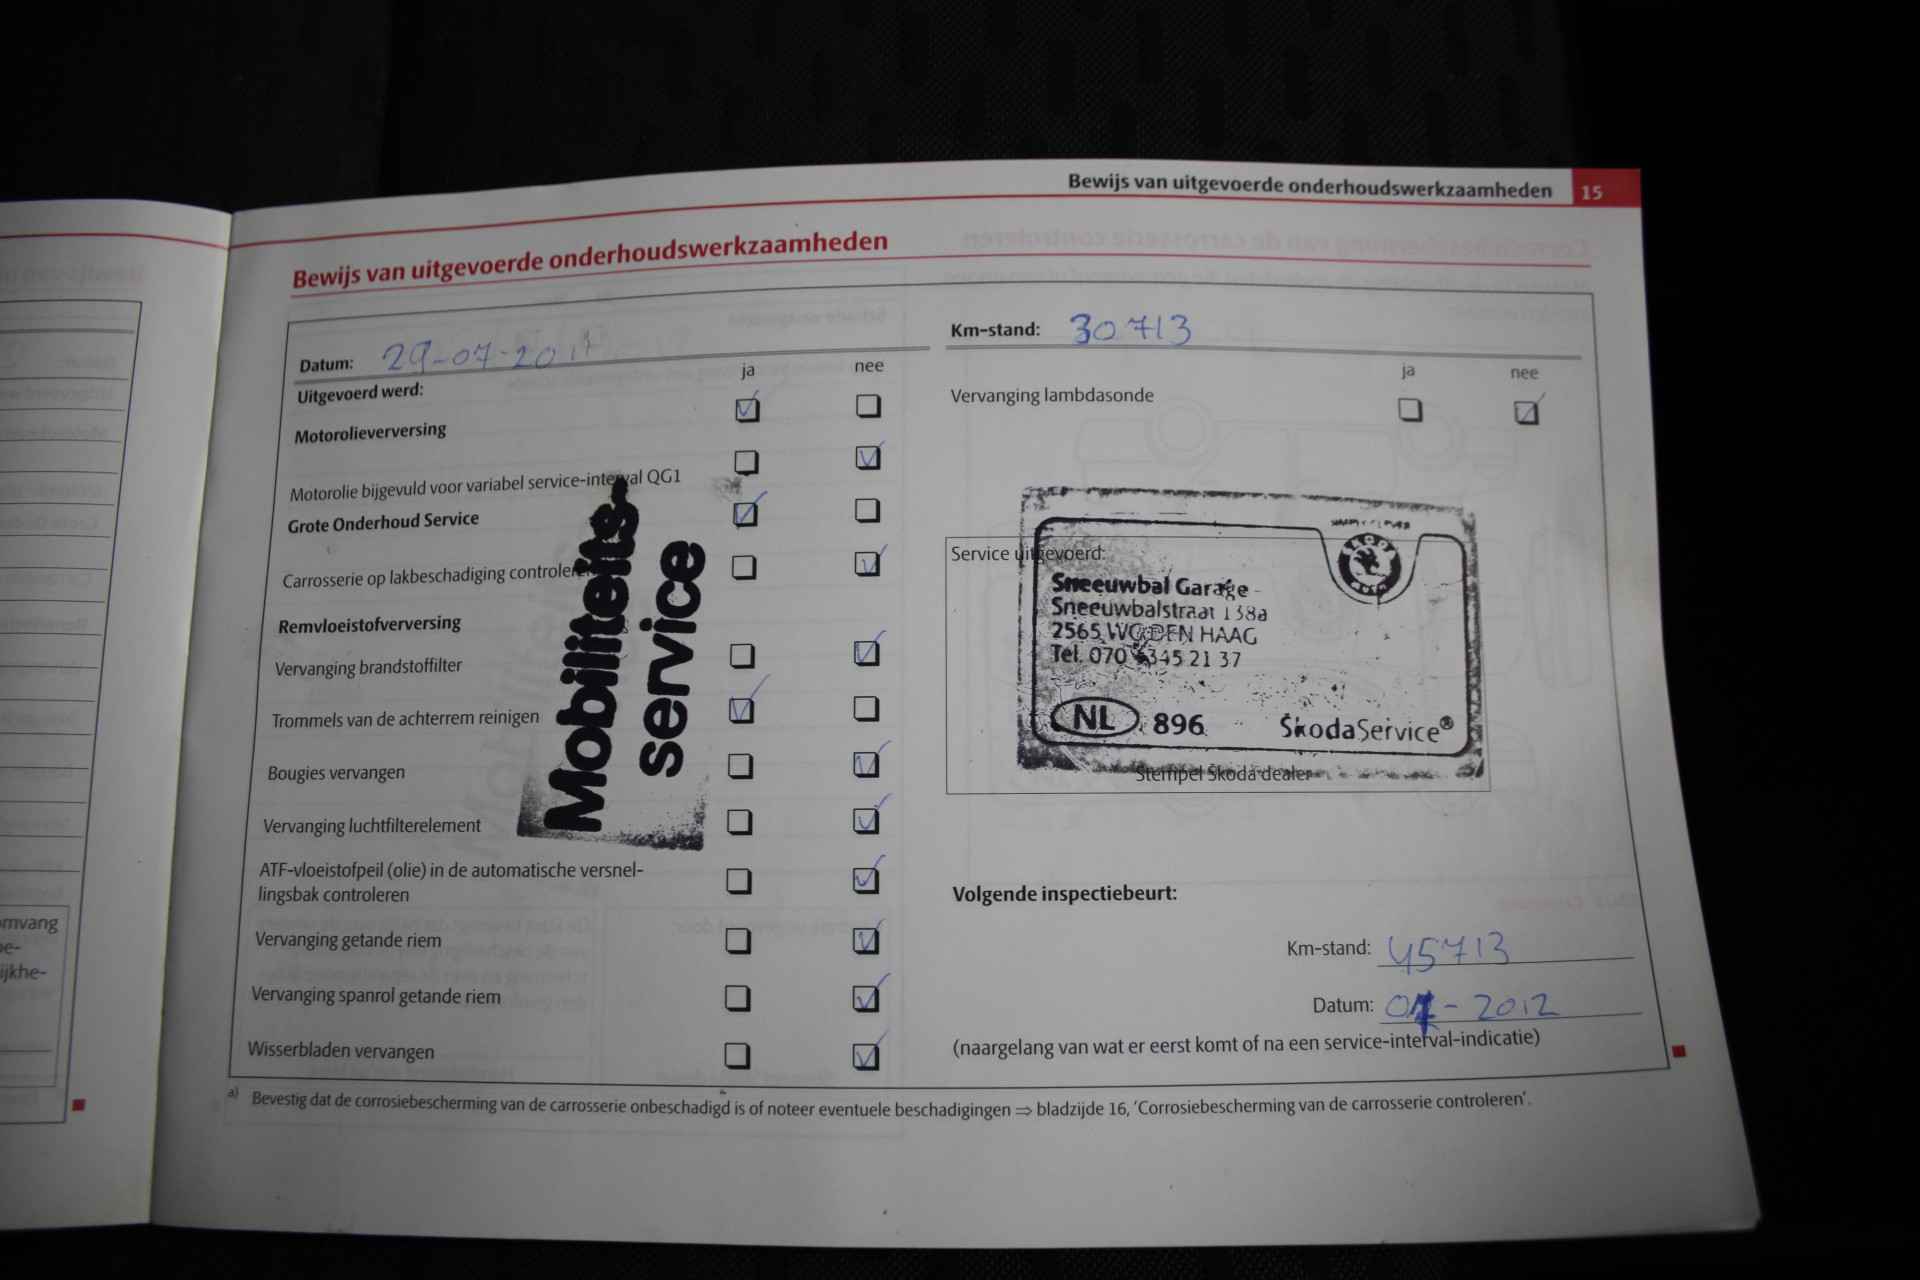 Bewijs van uitgevoerde onderhoudswerkzaamheden 15
Bewijs van uitgevoerde onderhoudswerkzaamheden
Datum: 29-07-2011
Uitgevoerd werd:
ja nee
Motorolieverversing
Motorolie bijgevuld voor variabel service-interval QG1
Grote Onderhoud Service
Carrosserie op lakbeschadiging controleren
Remvloeistofverversing
Vervanging brandstoffilter
Trommels van de achterrem reinigen
Bougies vervangen
Vervanging luchtfilterelement
ATF-vloeistofpeil (olie) in de automatische versnel-
lingsbak controleren
Vervanging getande riem
Vervanging spanrol getande riem
Wisserbladen vervangen
Mobiliteits
service
Km-stand: 30713
ja nee
Vervanging lambdasonde
Service uitgevoerd:
SKODA
Sneeuwbal Garage
Sneeuwbalstraat 138a
2565 WG DEN HAAG
Tel. 070 345 21 37
NL 896 ŠkodaService®
Stempel Škoda-dealer
Volgende inspectiebeurt:
Km-stand: 45713
Datum: 07-2012
(naargelang van wat er eerst komt of na een service-interval-indicatie)
a) Bevestig dat de corrosiebescherming van de carrosserie onbeschadigd is of noteer eventuele beschadigingen ⇒ bladzijde 16, 'Corrosiebescherming van de carrosserie controleren'.
omvang
be-
ijkhe-